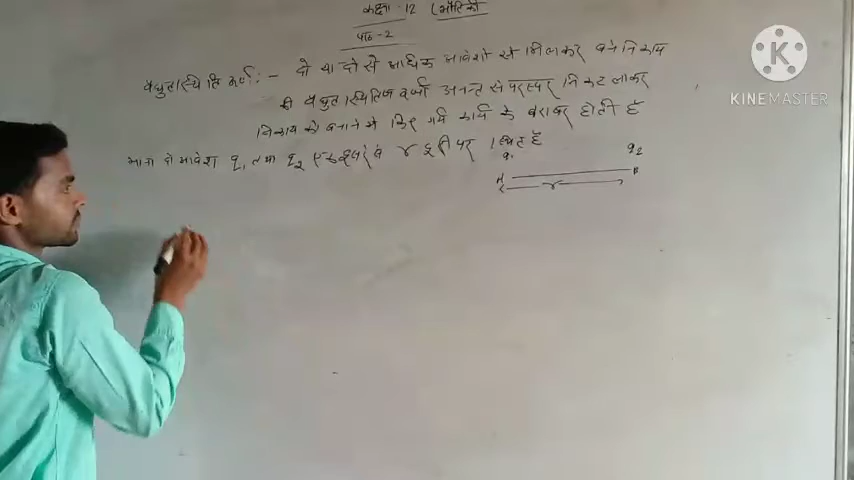 कक्षा - 12 (भौतिकी
पाठ - 2
वैधुतास्थिति ऊर्जा :- दो या दो से अधिक आवेशो से मिलकर बने निकाय
की वैधुत स्थितिज ऊर्जा अनन्त से परस्पर निकट लाकर
निकाय को बनाने मे किए गये कार्य के बराबर होती है
माना दो आवेश q1 तथा q2 एक दूसरे से r दूरी पर स्थित है
q1 q2
A B
r
K
KINEMASTER